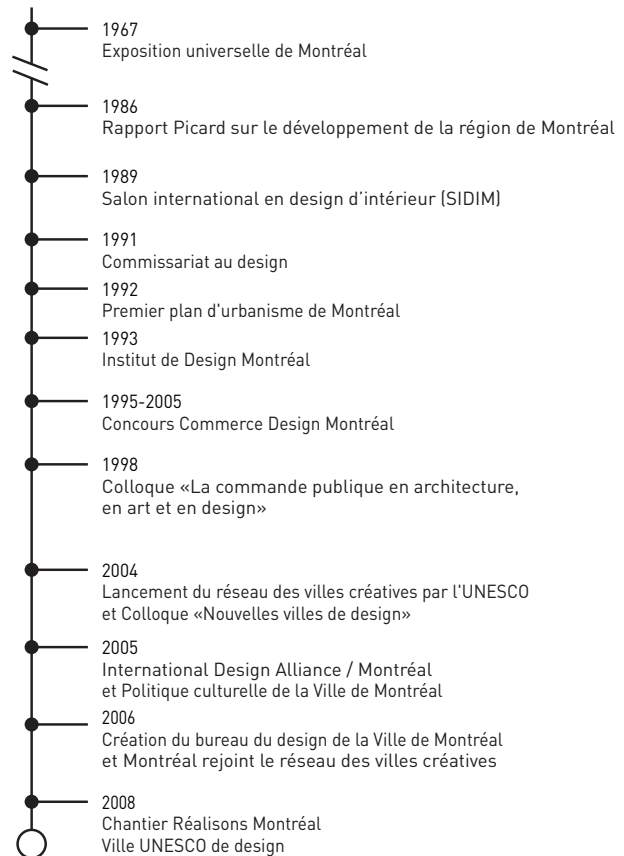 1967
Exposition universelle de Montréal
1986
Rapport Picard sur le développement de la région de Montréal
1989
Salon international en design d'intérieur (SIDIM)
1991
Commissariat au design
1992
Premier plan d'urbanisme de Montréal
1993
Institut de Design Montréal
1995-2005
Concours Commerce Design Montréal
1998
Colloque «La commande publique en architecture,
en art et en design»
2004
Lancement du réseau des villes créatives par l'UNESCO
et Colloque «Nouvelles villes de design»
2005
International Design Alliance / Montréal
et Politique culturelle de la Ville de Montréal
2006
Création du bureau du design de la Ville de Montréal
et Montréal rejoint le réseau des villes créatives
2008
Chantier Réalisons Montréal
Ville UNESCO de design